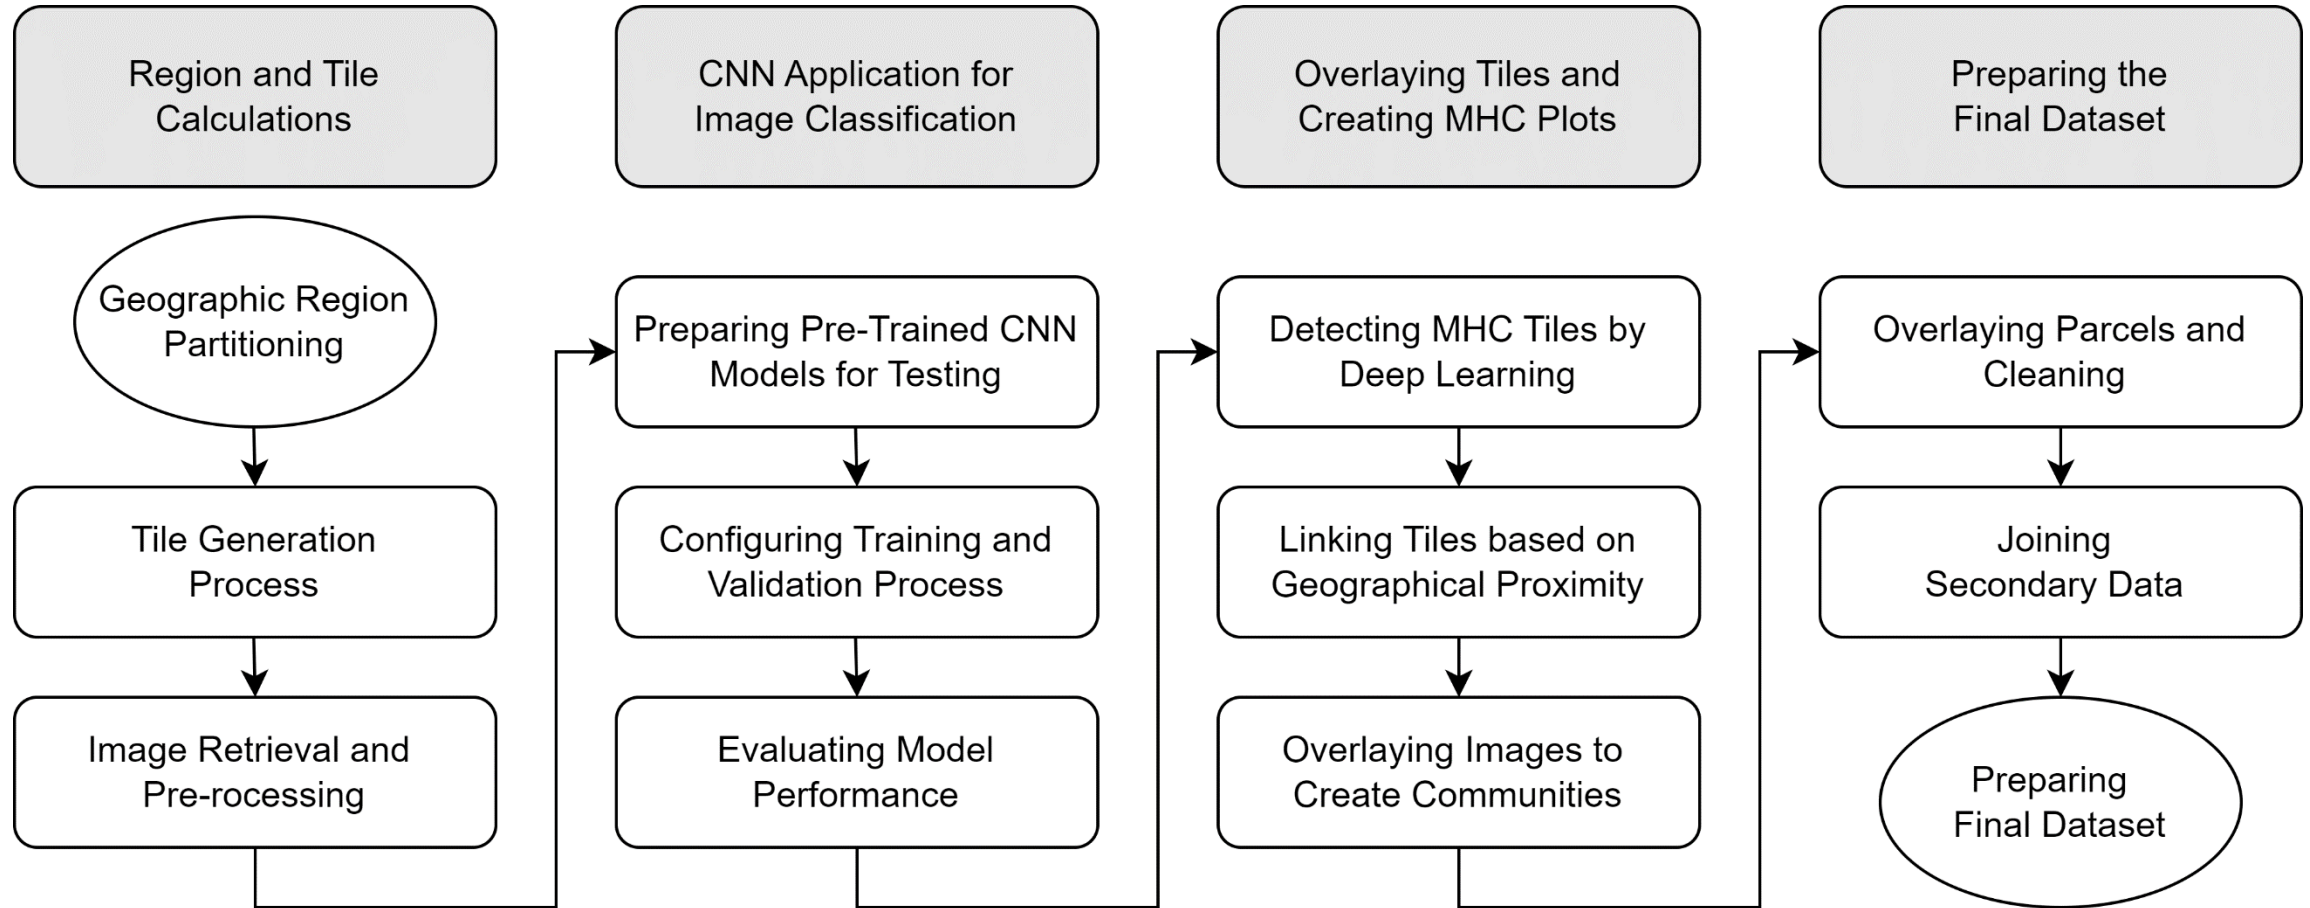 Region and Tile
Calculations
CNN Application for
Image Classification
Overlaying Tiles and
Creating MHC Plots
Preparing the
Final Dataset
Geographic Region
Partitioning
Tile Generation
Process
Image Retrieval and
Pre-rocessing
Preparing Pre-Trained CNN
Models for Testing
Configuring Training and
Validation Process
Evaluating Model
Performance
Detecting MHC Tiles by
Deep Learning
Linking Tiles based on
Geographical Proximity
Overlaying Images to
Create Communities
Overlaying Parcels and
Cleaning
Joining
Secondary Data
Preparing
Final Dataset